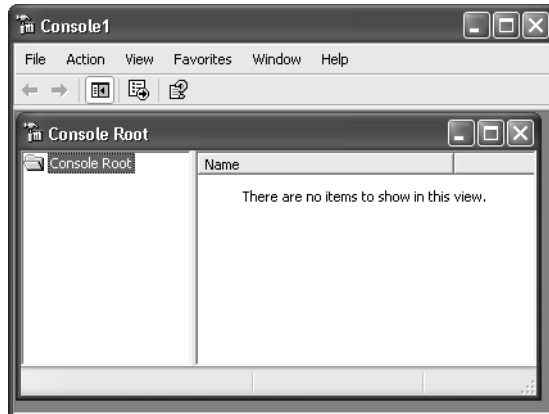 Console1
File Action View Favorites Window Help
Console Root
Console Root
Name
There are no items to show in this view.